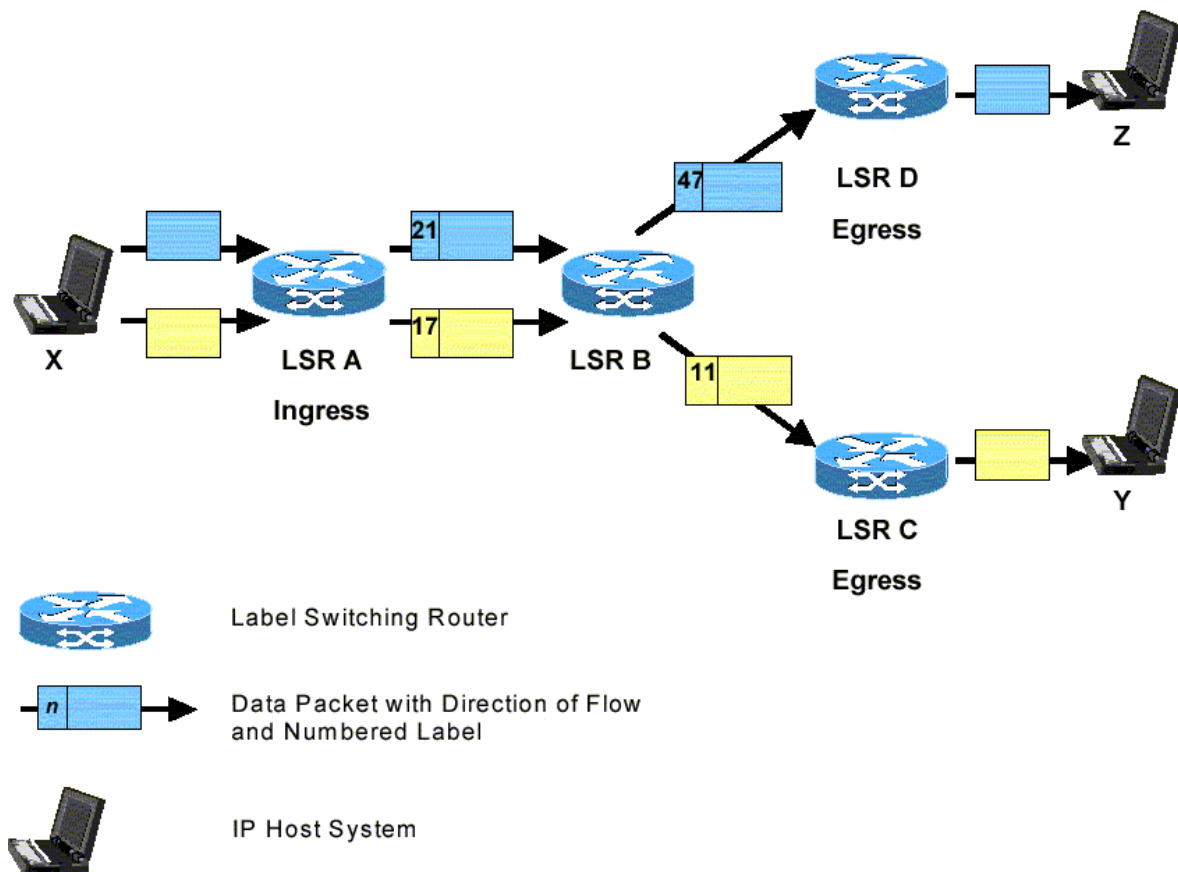 Z
47
LSR D
Egress
21
17
X
LSR A
Ingress
LSR B
11
Y
LSR C
Egress
Label Switching Router
n
Data Packet with Direction of Flow
and Numbered Label
IP Host System